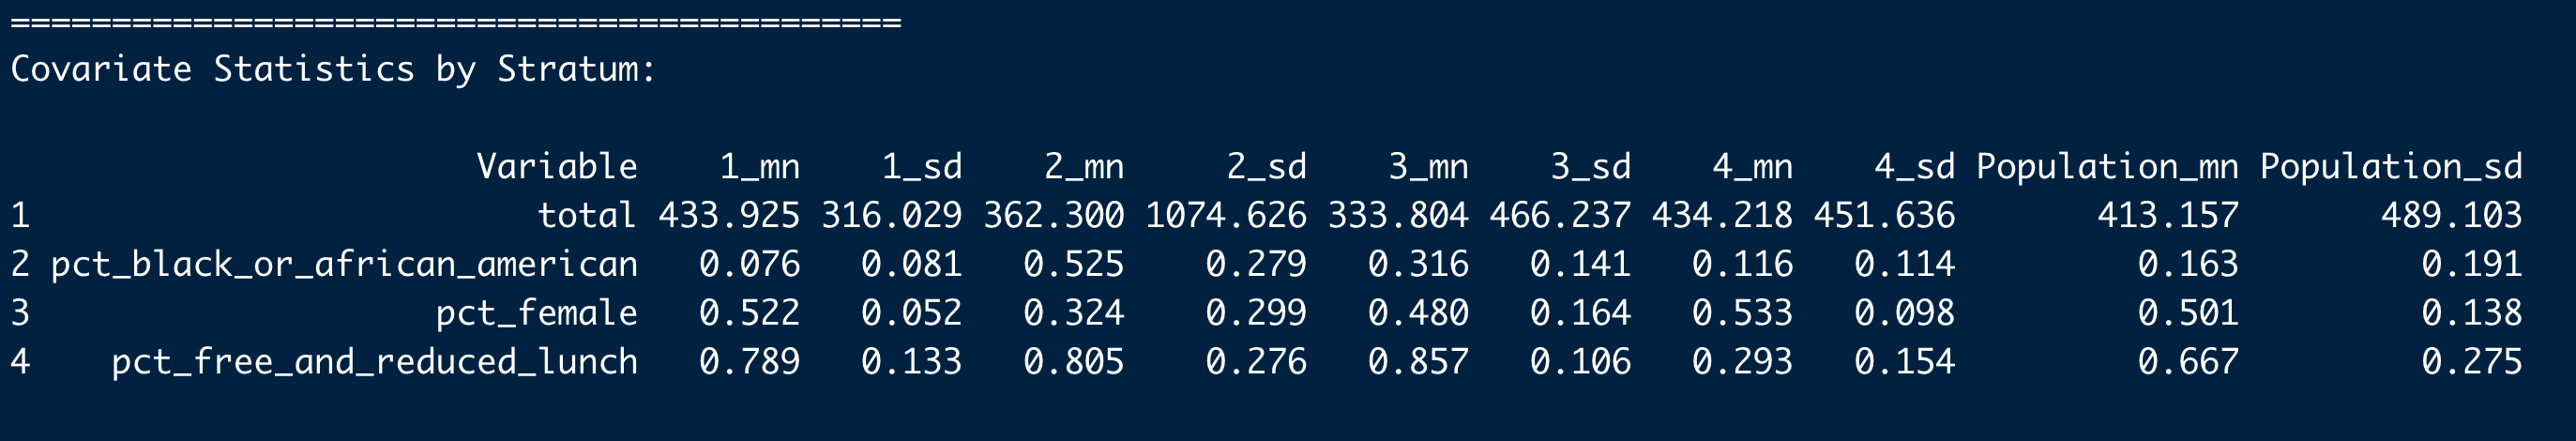 ============================================
Covariate Statistics by Stratum:
Variable 1_mn 1_sd 2_mn 2_sd 3_mn 3_sd 4_mn 4_sd Population_mn Population_sd
1 total 433.925 316.029 362.300 1074.626 333.804 466.237 434.218 451.636 413.157 489.103
2 pct_black_or_african_american 0.076 0.081 0.525 0.279 0.316 0.141 0.116 0.114 0.163 0.191
3 pct_female 0.522 0.052 0.324 0.299 0.480 0.164 0.533 0.098 0.501 0.138
4 pct_free_and_reduced_lunch 0.789 0.133 0.805 0.276 0.857 0.106 0.293 0.154 0.667 0.275